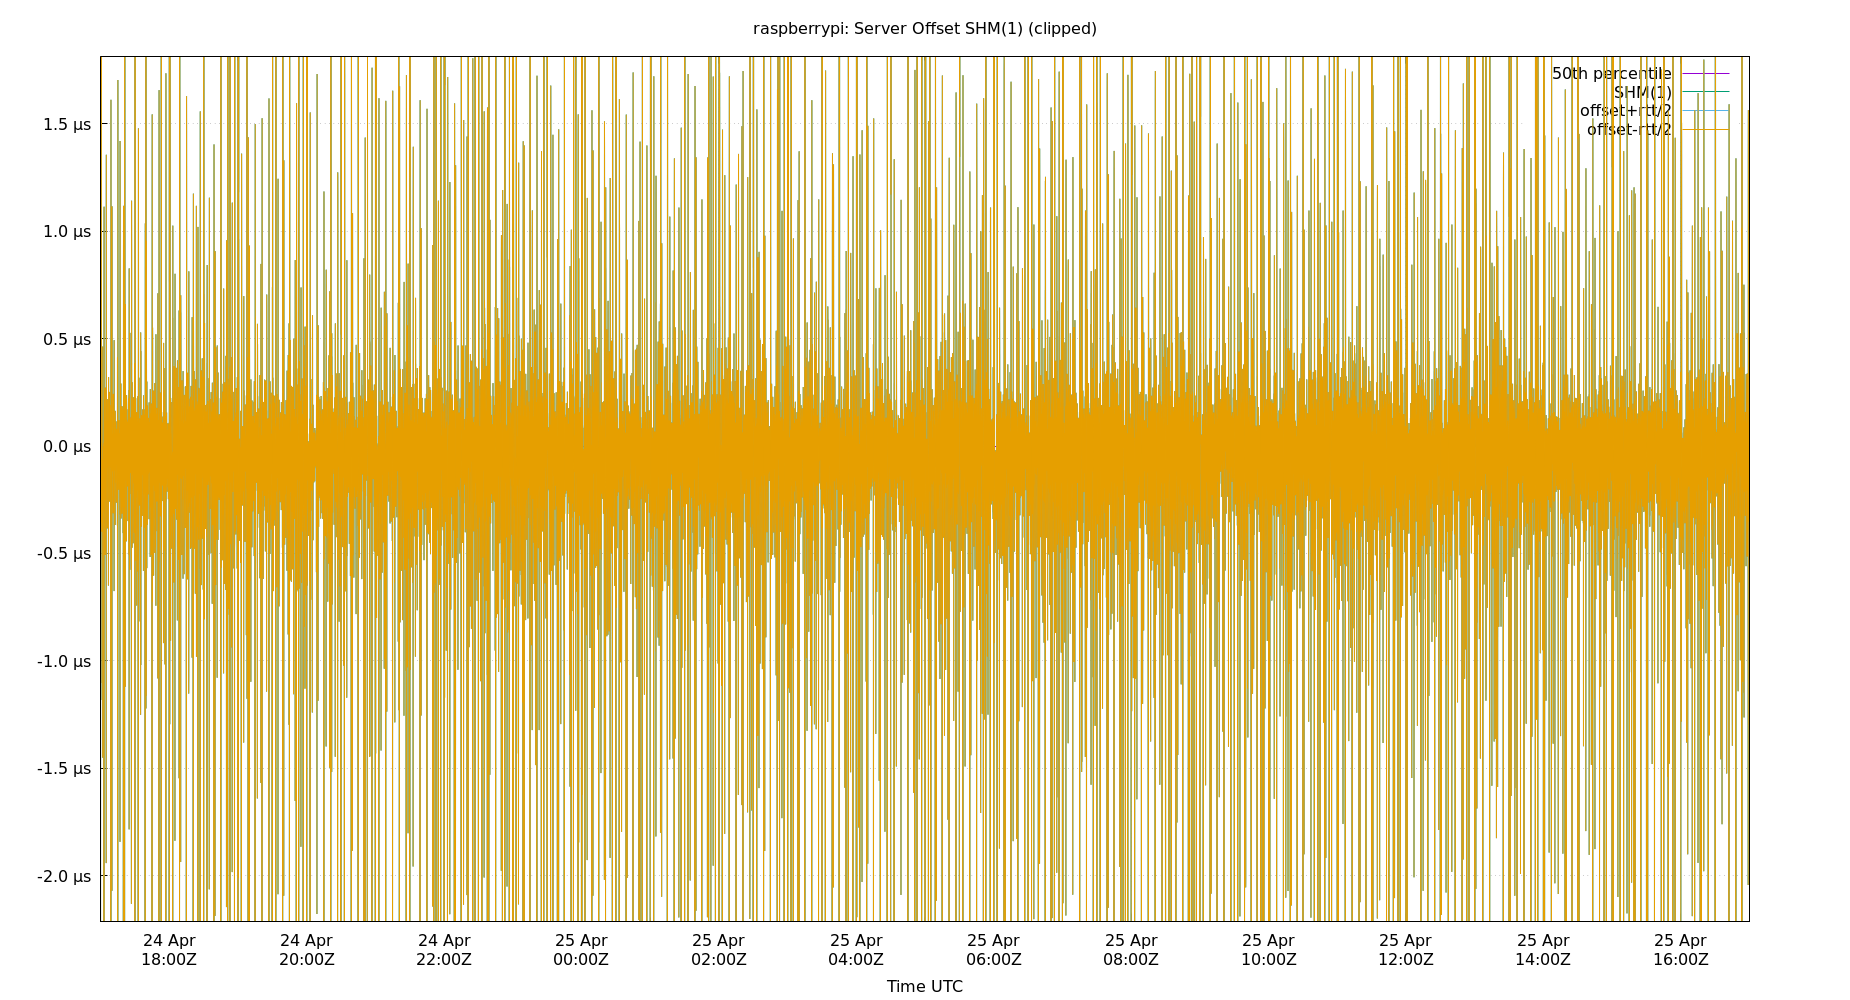 raspberrypi: Server Offset SHM(1) (clipped)
50th percentile
SHM(1)
offset+rtt/2
offset-rtt/2
1.5 µs
1.0 µs
0.5 µs
0.0 µs
-0.5 µs
-1.0 µs
-1.5 µs
-2.0 µs
24 Apr 24 Apr 24 Apr 25 Apr 25 Apr 25 Apr 25 Apr 25 Apr 25 Apr 25 Apr 25 Apr 25 Apr
18:00Z 20:00Z 22:00Z 00:00Z 02:00Z 04:00Z 06:00Z 08:00Z 10:00Z 12:00Z 14:00Z 16:00Z
Time UTC